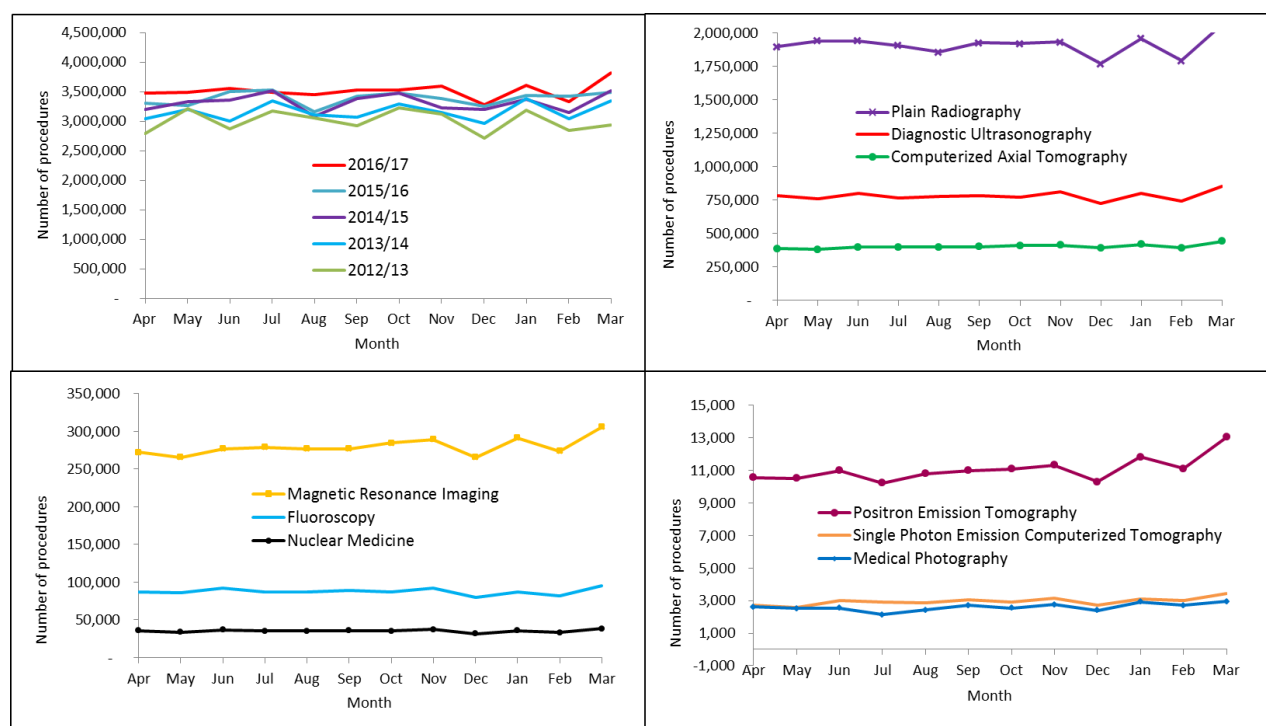 4,500,000
4,000,000
3,500,000
3,000,000
2,500,000
2,000,000
1,500,000
1,000,000
500,000
-
Number of procedures
2016/17
2015/16
2014/15
2013/14
2012/13
Apr May Jun Jul Aug Sep Oct Nov Dec Jan Feb Mar
Month
2,000,000
1,750,000
1,500,000
1,250,000
1,000,000
750,000
500,000
250,000
-
Number of procedures
Plain Radiography
Diagnostic Ultrasonography
Computerized Axial Tomography
Apr May Jun Jul Aug Sep Oct Nov Dec Jan Feb Mar
Month
350,000
300,000
250,000
200,000
150,000
100,000
50,000
-
Number of procedures
Magnetic Resonance Imaging
Fluoroscopy
Nuclear Medicine
Apr May Jun Jul Aug Sep Oct Nov Dec Jan Feb Mar
Month
15,000
13,000
11,000
9,000
7,000
5,000
3,000
1,000
-1,000
Number of procedures
Positron Emission Tomography
Single Photon Emission Computerized Tomography
Medical Photography
Apr May Jun Jul Aug Sep Oct Nov Dec Jan Feb Mar
Month